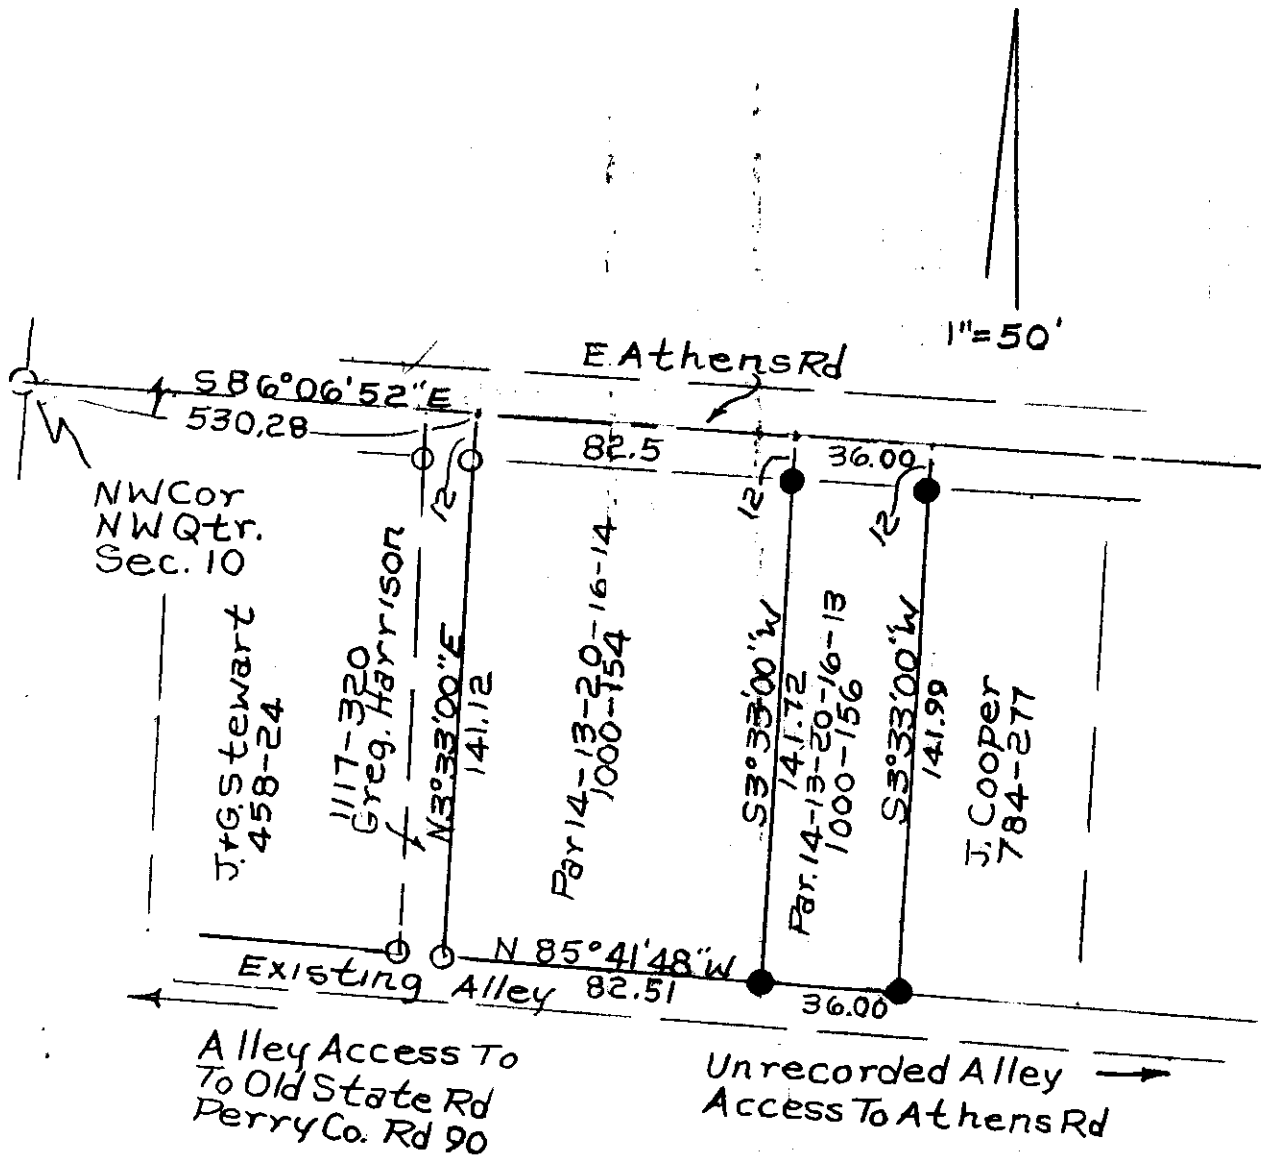 1"=50'
E. Athens Rd
S86°06'52"E
530.28
82.5
36.00
12
12
12
NW Cor
NW Qtr.
Sec. 10
J.+G. Stewart
458-24
1117-320
Greg. Harrison
N3°33'00"E
141.12
Par 14-13-20-16-14
1000-154
S3°33'00"W
141.72
Par. 14-13-20-16-13
1000-156
S3°33'00"W
141.99
J. Cooper
784-277
N 85°41'48"W
82.51
36.00
Existing Alley
Alley Access To
To Old State Rd
Perry Co. Rd 90
Unrecorded Alley
Access To Athens Rd